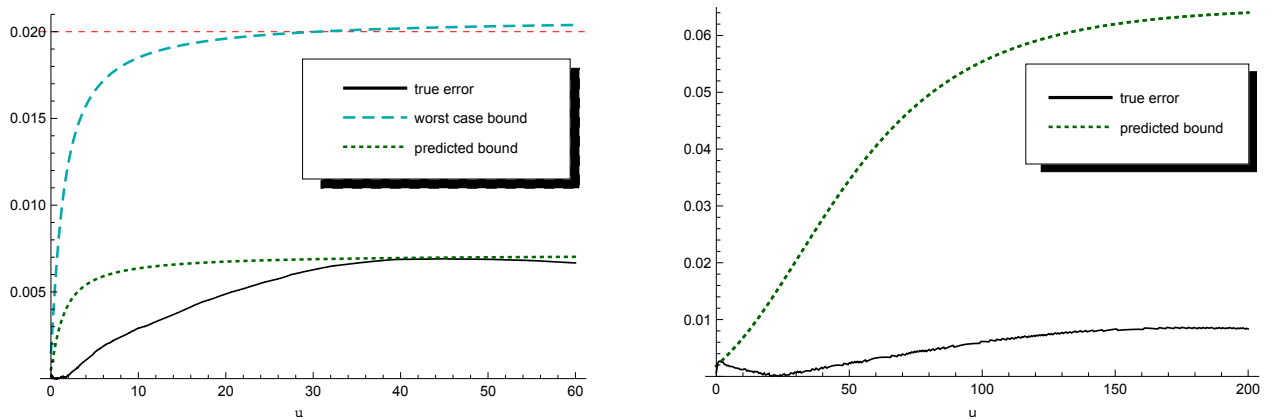 0.020
0.015
0.010
0.005
0 10 20 30 40 50 60
u
true error
worst case bound
predicted bound
0.06
0.05
0.04
0.03
0.02
0.01
0 50 100 150 200
u
true error
predicted bound